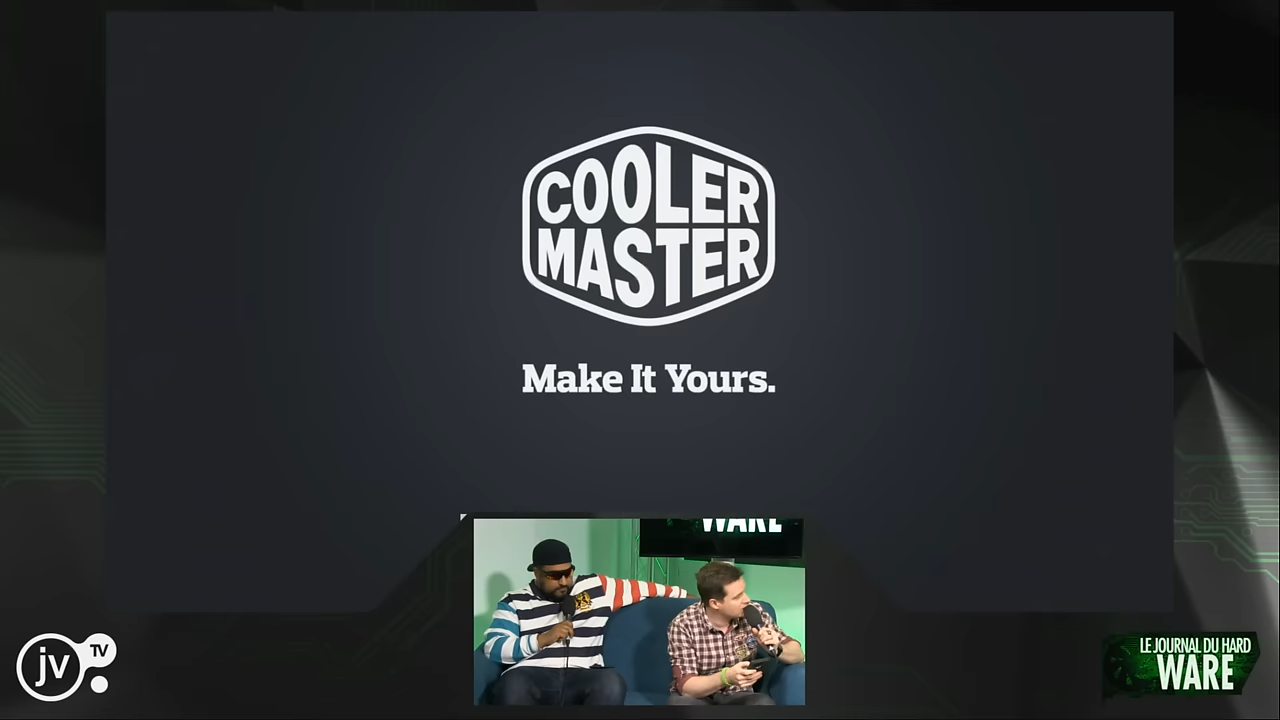 COOLER
MASTER
Make It Yours.
WARE
jv
TV
LE JOURNAL DU HARD
WARE